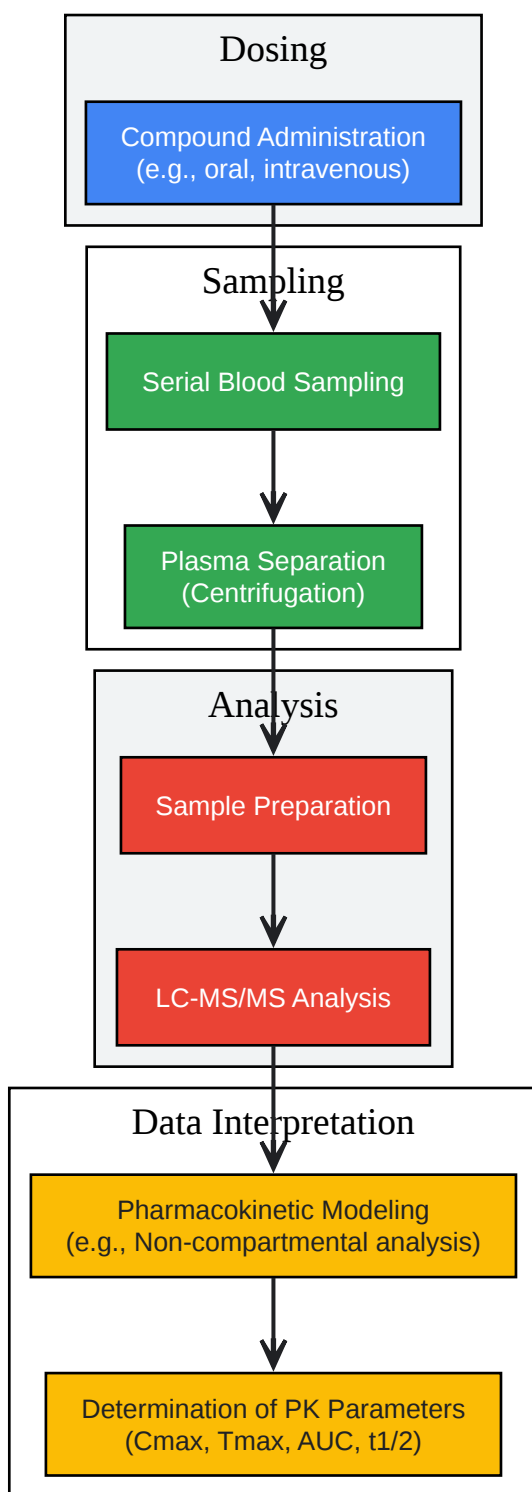 Dosing
Compound Administration
(e.g., oral, intravenous)
Sampling
Serial Blood Sampling
Plasma Separation
(Centrifugation)
Analysis
Sample Preparation
LC-MS/MS Analysis
Data Interpretation
Pharmacokinetic Modeling
(e.g., Non-compartmental analysis)
Determination of PK Parameters
(Cmax, Tmax, AUC, t1/2)